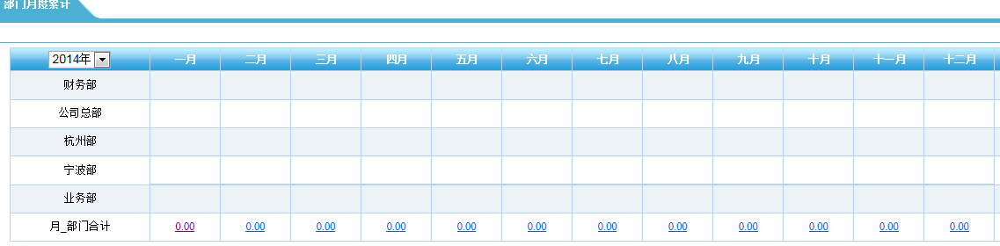 部门月度累计
2014年 一月 二月 三月 四月 五月 六月 七月 八月 九月 十月 十一月 十二月
财务部
公司总部
杭州部
宁波部
业务部
月_部门合计 0.00 0.00 0.00 0.00 0.00 0.00 0.00 0.00 0.00 0.00 0.00 0.00